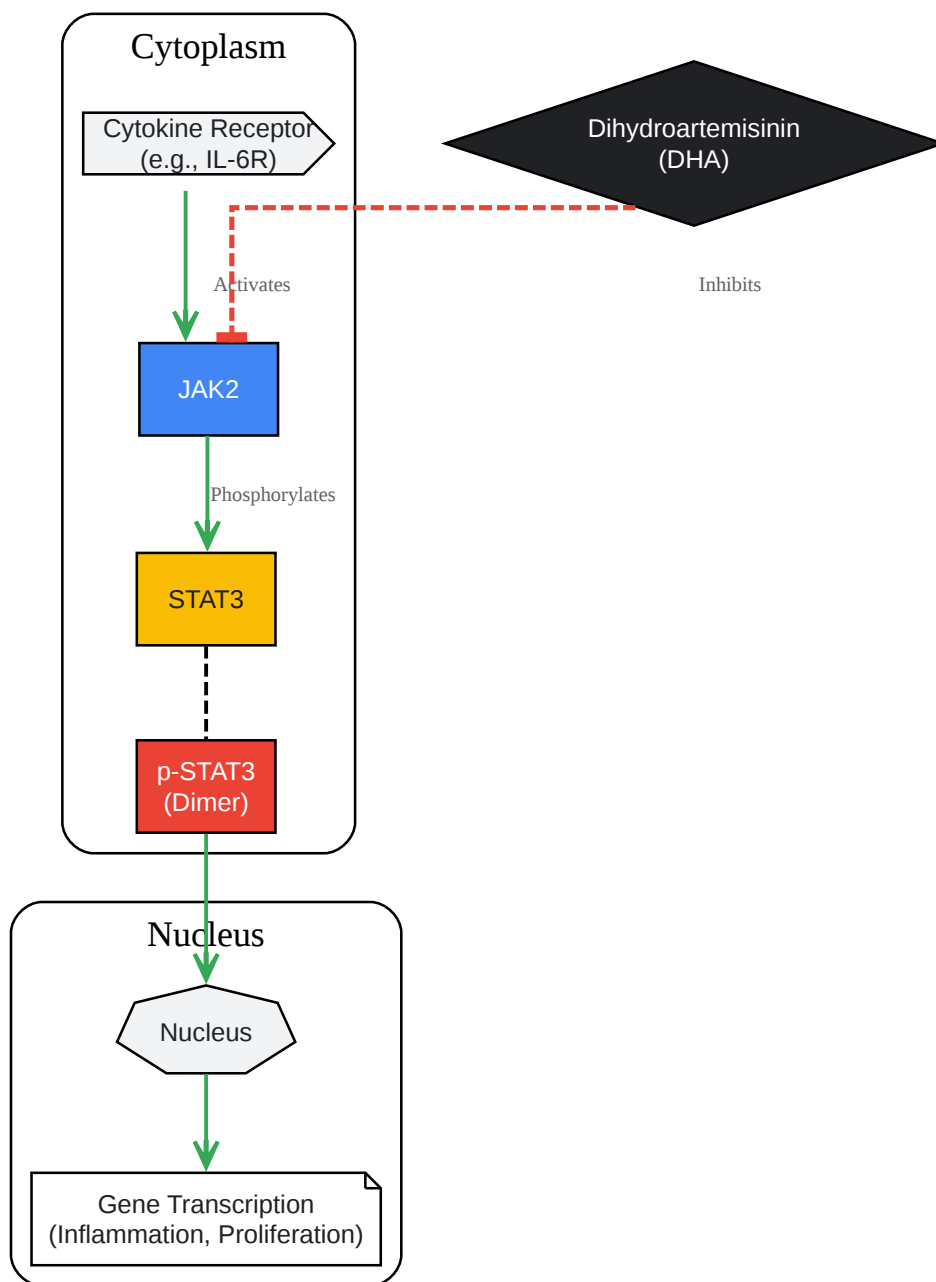 Cytoplasm
Cytokine Receptor
(e.g., IL-6R)
Dihydroartemisinin
(DHA)
Activates
Inhibits
JAK2
Phosphorylates
STAT3
p-STAT3
(Dimer)
Nucleus
Nucleus
Gene Transcription
(Inflammation, Proliferation)